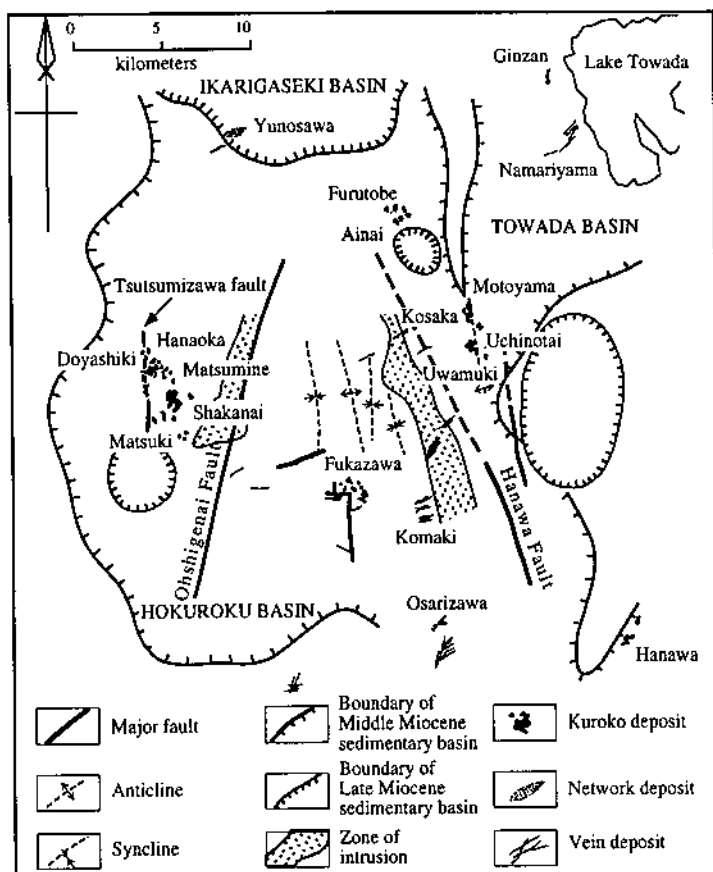 0 5 10
kilometers
Ginzan
Lake Towada
IKARIGASEKI BASIN
Yunosawa
Namariyama
Furutobe
Ainai
TOWADA BASIN
Motoyama
Tsutsumizawa fault
Kosaka
Hanaoka
Uchinotai
Doyashiki
Matsumine
Uwamuki
Shakanai
Matsuki
Fukazawa
Ohshigenai Fault
Hanawa Fault
Komaki
HOKUROKU BASIN
Osarizawa
Hanawa
Major fault
Boundary of
Middle Miocene
sedimentary basin
Kuroko deposit
Anticline
Boundary of
Late Miocene
sedimentary basin
Network deposit
Syncline
Zone of
intrusion
Vein deposit